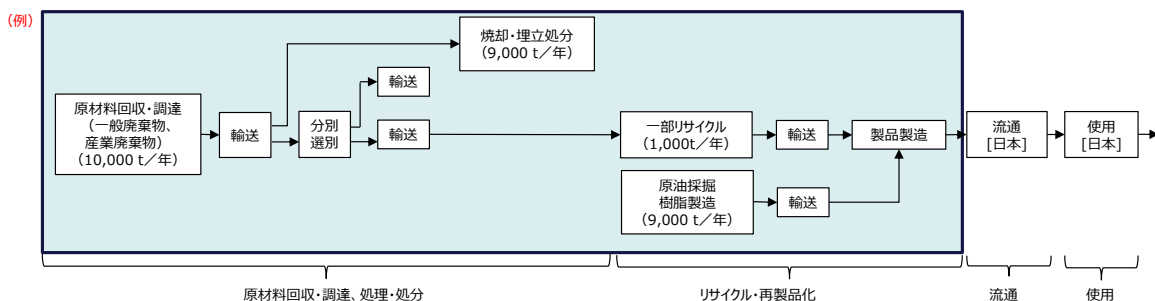 （例）
焼却・埋立処分
（9,000 t／年）
輸送
原材料回収・調達
（一般廃棄物、
産業廃棄物）
（10,000 t／年）
輸送
分別
選別
輸送
一部リサイクル
（1,000t／年）
輸送
製品製造
流通
[日本]
使用
[日本]
原油採掘
樹脂製造
（9,000 t／年）
輸送
原材料回収・調達、処理・処分
リサイクル・再製品化
流通
使用